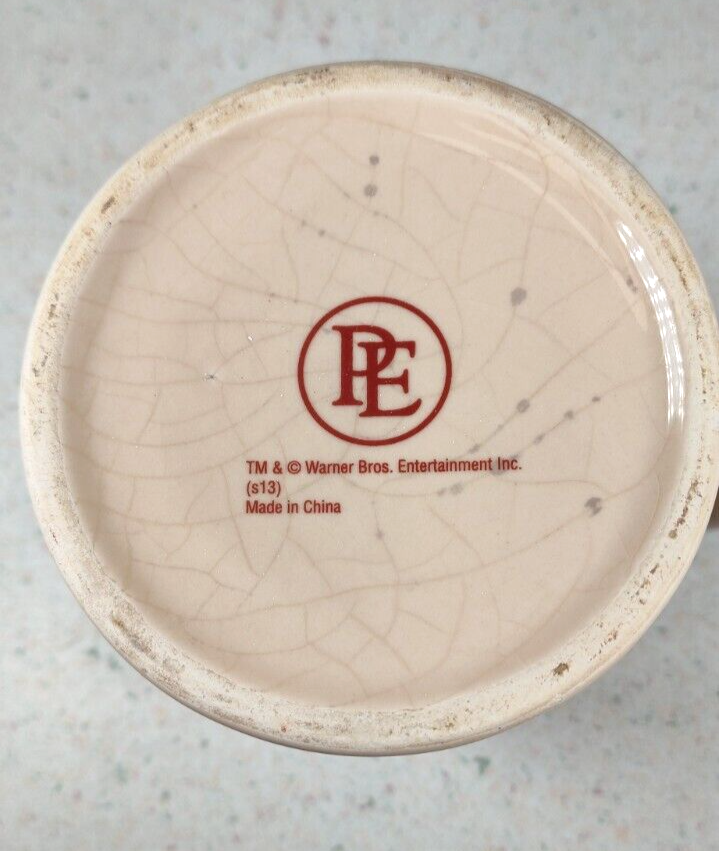 PE
TM & © Warner Bros. Entertainment Inc.
(s13)
Made in China